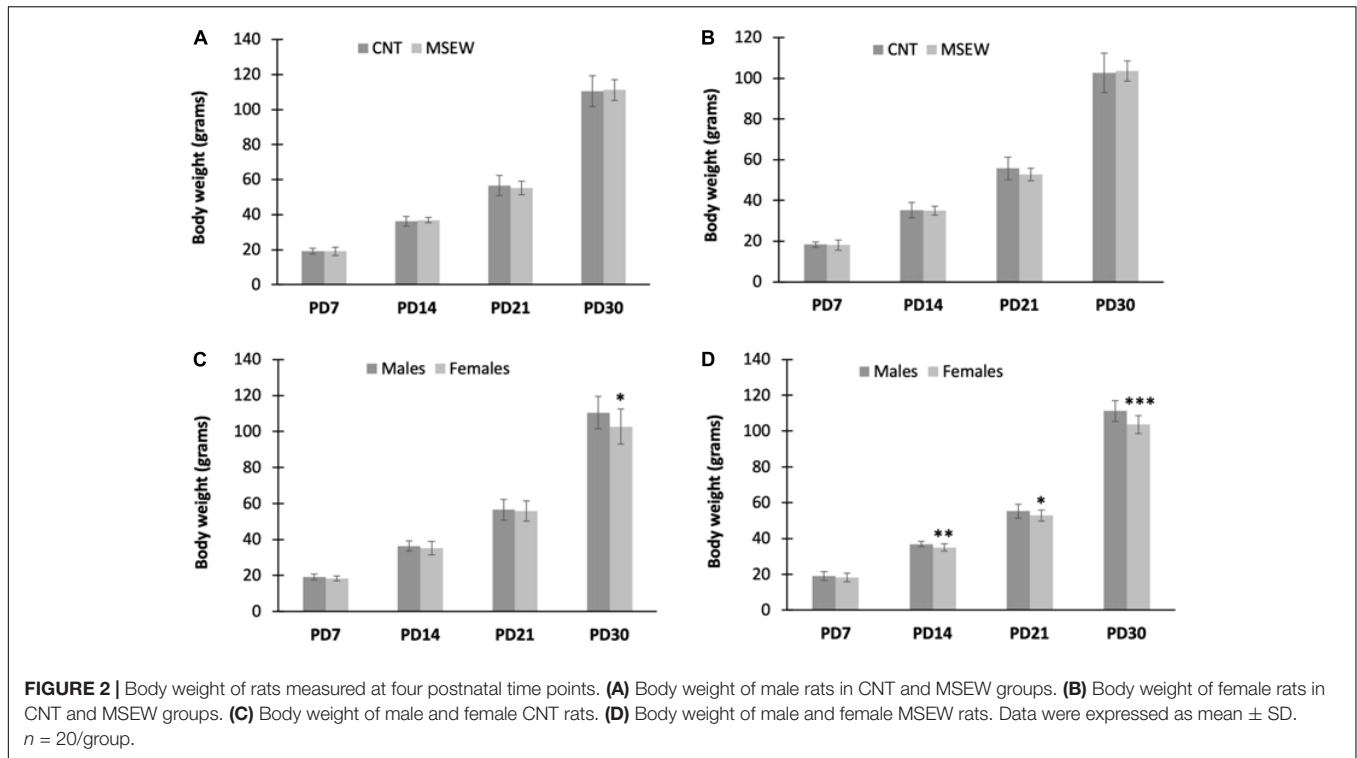 A
CNT MSEW
Body weight (grams)
140
120
100
80
60
40
20
0
PD7 PD14 PD21 PD30
B
CNT MSEW
Body weight (grams)
120
100
80
60
40
20
0
PD7 PD14 PD21 PD30
C
Males Females
Body weight (grams)
140
120
100
80
60
40
20
0
*
PD7 PD14 PD21 PD30
D
Males Females
Body weight (grams)
140
120
100
80
60
40
20
0
** * ***
PD7 PD14 PD21 PD30
FIGURE 2 | Body weight of rats measured at four postnatal time points. (A) Body weight of male rats in CNT and MSEW groups. (B) Body weight of female rats in
CNT and MSEW groups. (C) Body weight of male and female CNT rats. (D) Body weight of male and female MSEW rats. Data were expressed as mean ± SD.
n = 20/group.